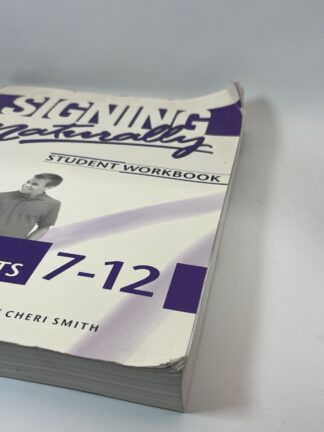 SIGNING
Naturally
STUDENT WORKBOOK
TS 7-12
CHERI SMITH